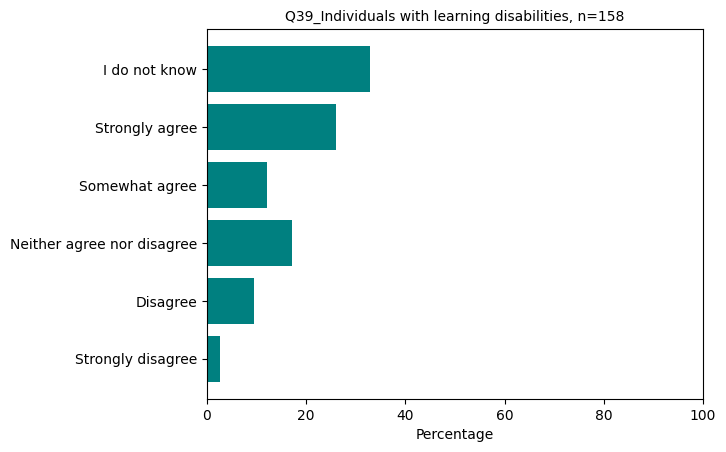 Q39_Individuals with learning disabilities, n=158
I do not know
Strongly agree
Somewhat agree
Neither agree nor disagree
Disagree
Strongly disagree
0 20 40 60 80 100
Percentage